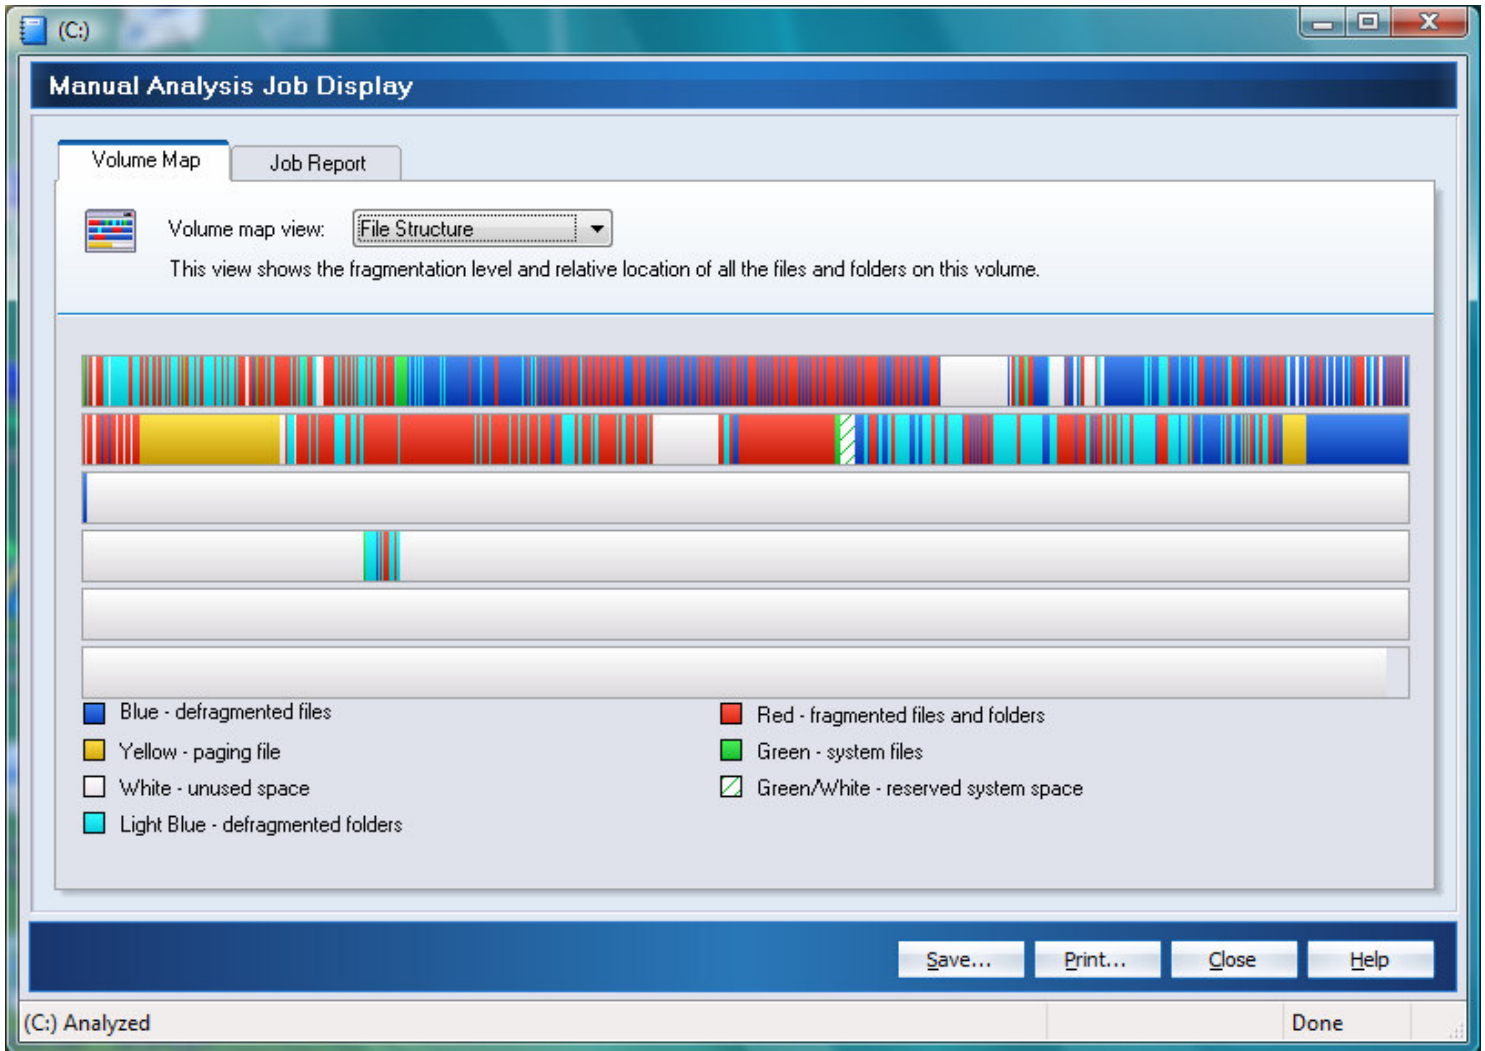 (C:)
Manual Analysis Job Display
Volume Map
Job Report
Volume map view:
File Structure
This view shows the fragmentation level and relative location of all the files and folders on this volume.
Blue - defragmented files
Red - fragmented files and folders
Yellow - paging file
Green - system files
White - unused space
Green/White - reserved system space
Light Blue - defragmented folders
Save...
Print...
Close
Help
(C:) Analyzed
Done